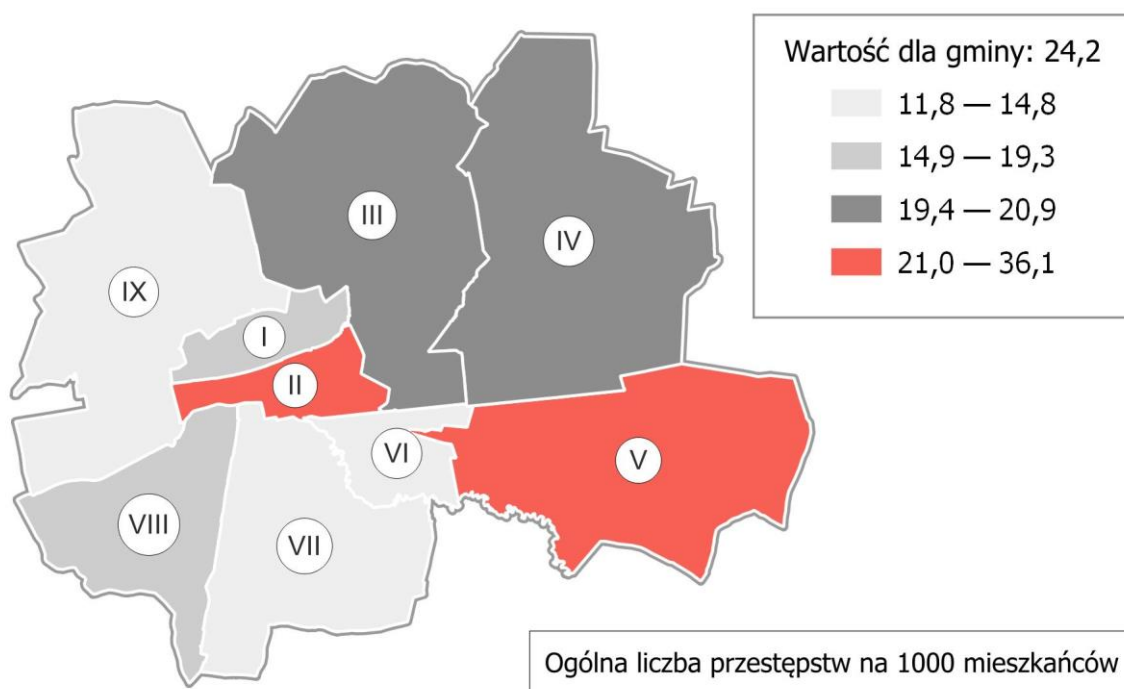 Wartość dla gminy: 24,2
11,8 — 14,8
14,9 — 19,3
19,4 — 20,9
21,0 — 36,1
III
IV
IX
I
II
VI
V
VIII
VII
Ogólna liczba przestępstw na 1000 mieszkańców